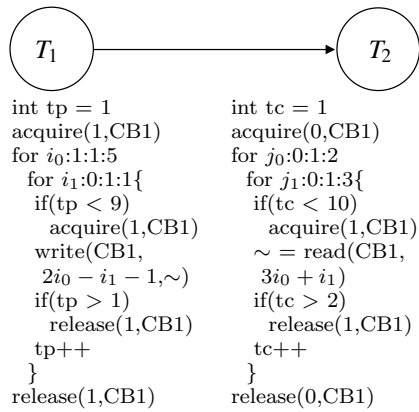 T₁ T₂
int tp = 1
acquire(1,CB1)
for i₀:1:1:5
for i₁:0:1:1{
if(tp < 9)
acquire(1,CB1)
write(CB1,
2i₀ − i₁ − 1,∼)
if(tp > 1)
release(1,CB1)
tp++
}
release(1,CB1)
int tc = 1
acquire(0,CB1)
for j₀:0:1:2
for j₁:0:1:3{
if(tc < 10)
acquire(1,CB1)
∼ = read(CB1,
3i₀ + i₁)
if(tc > 2)
release(1,CB1)
tc++
}
release(0,CB1)